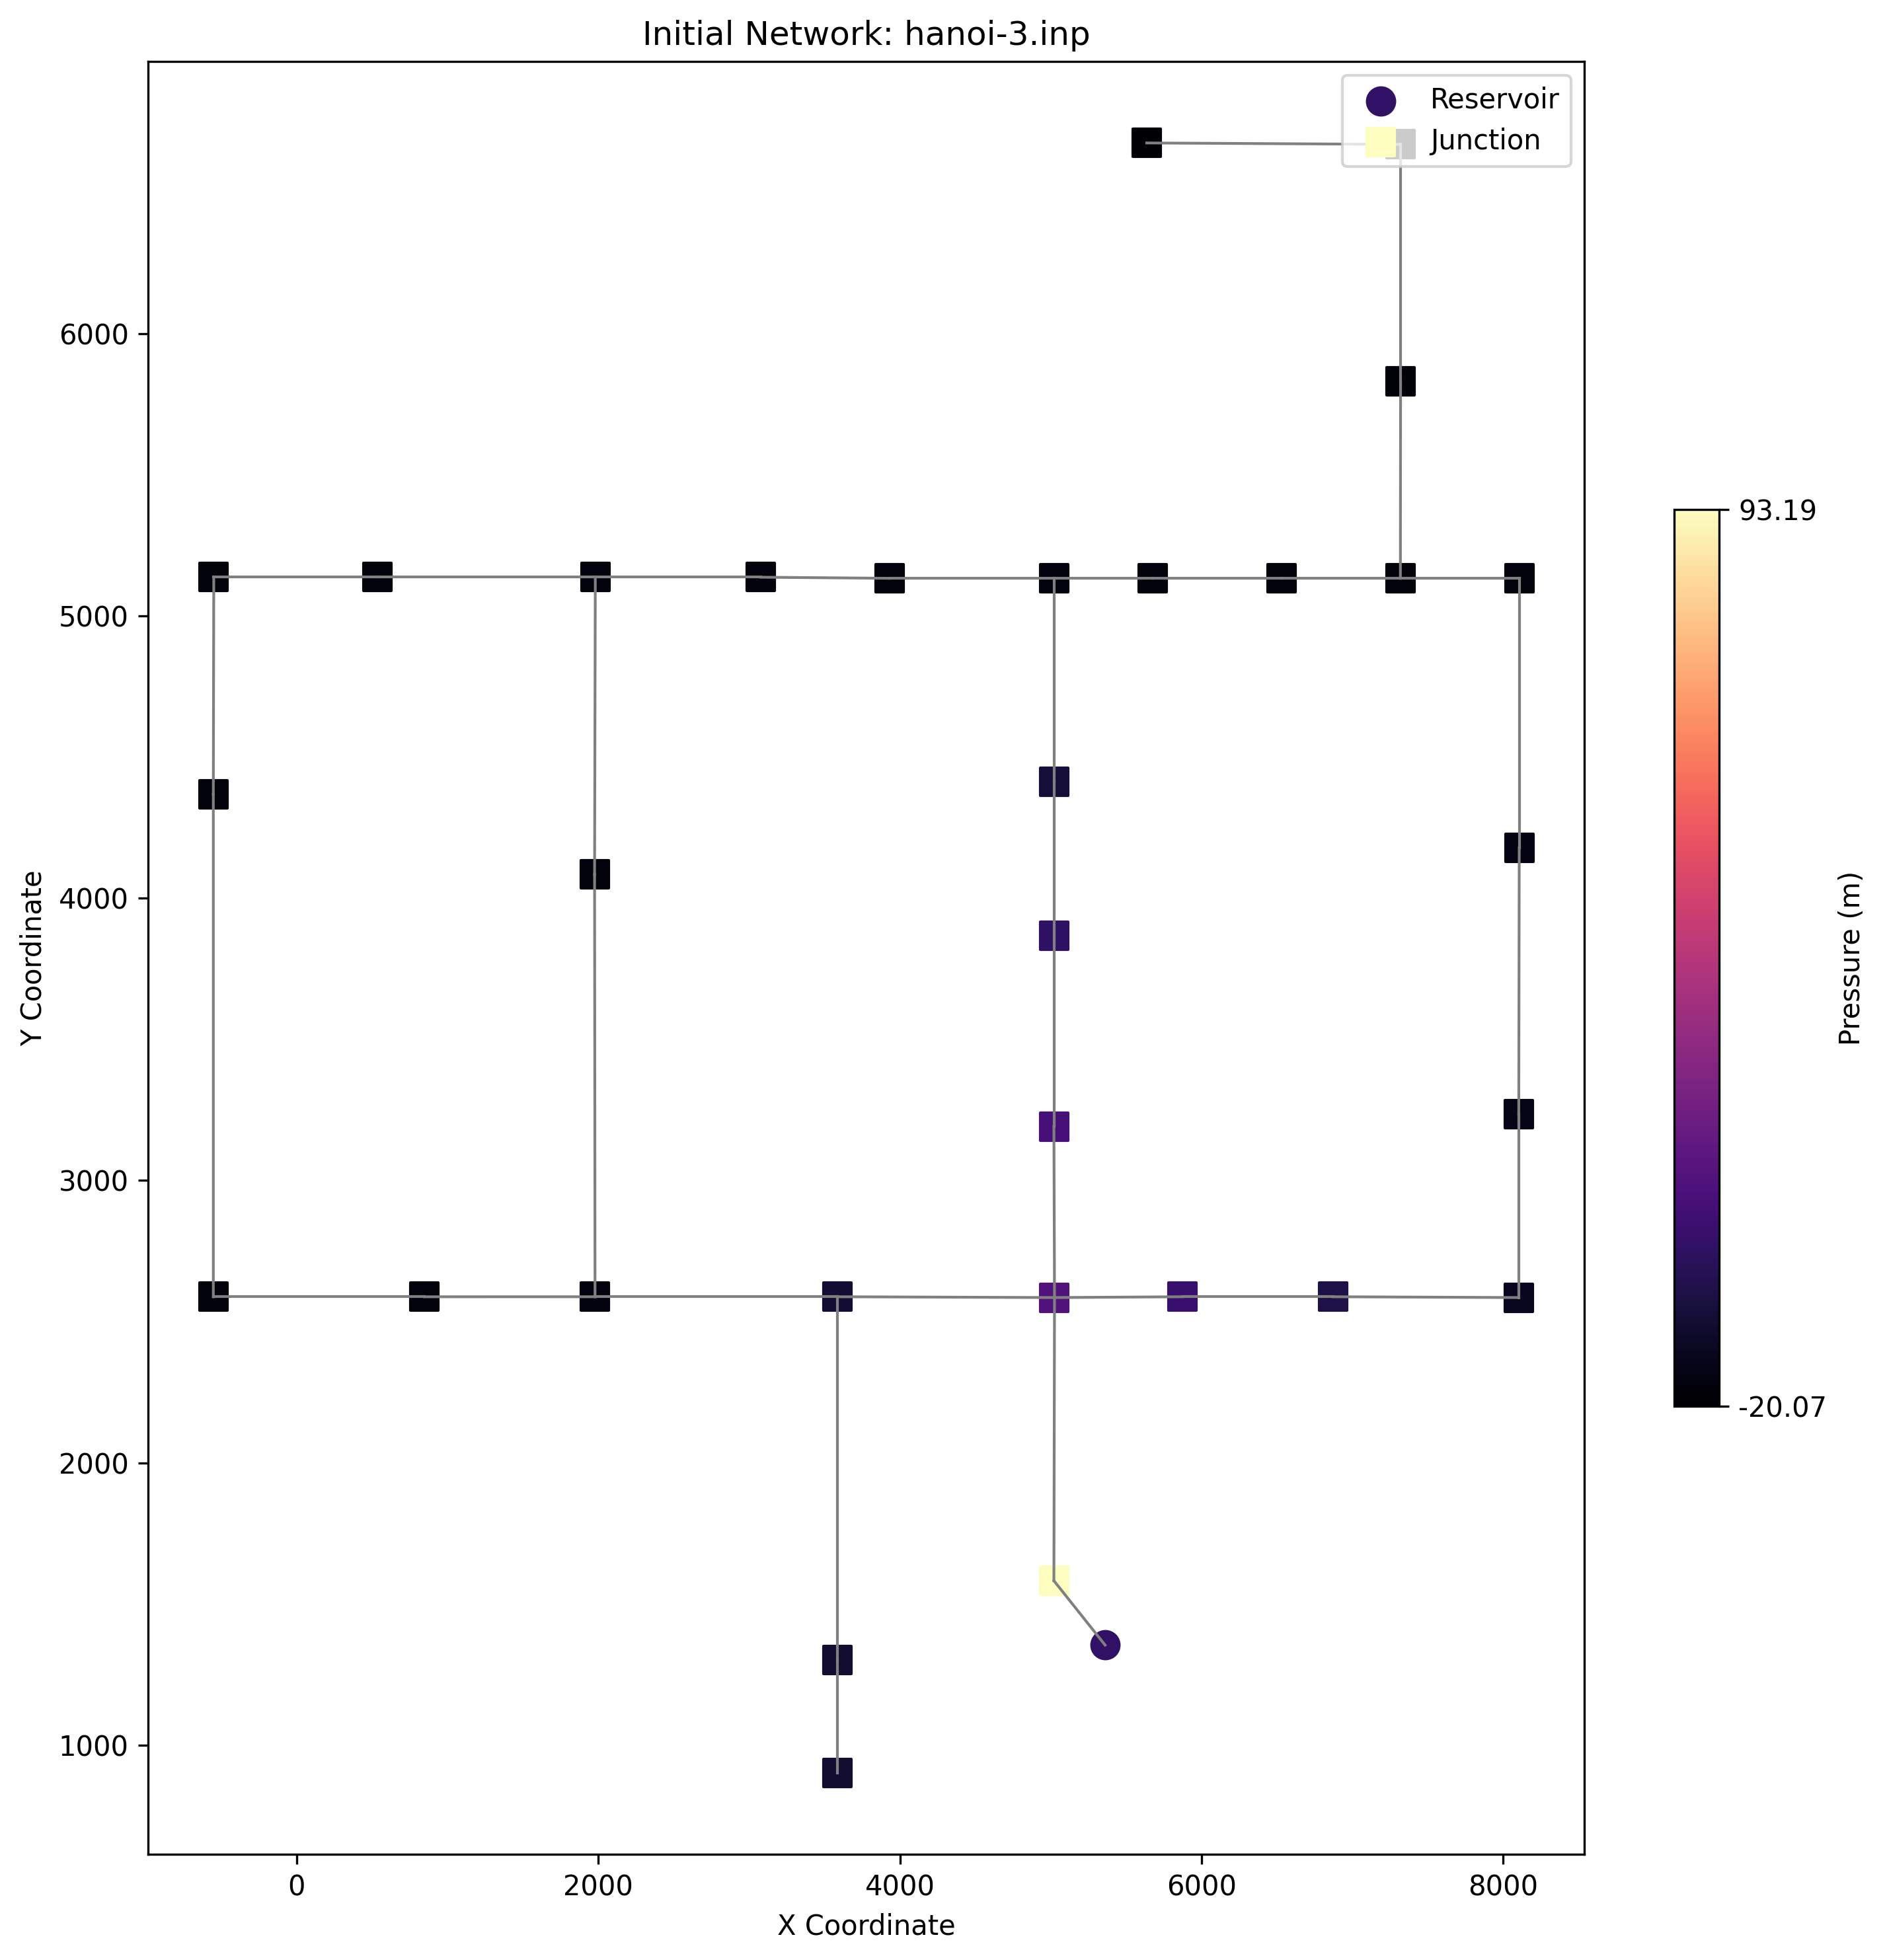 Initial Network: hanoi-3.inp
Reservoir
Junction
6000
5000
4000
3000
2000
1000
Y Coordinate
0
2000
4000
6000
8000
X Coordinate
93.19
-20.07
Pressure (m)